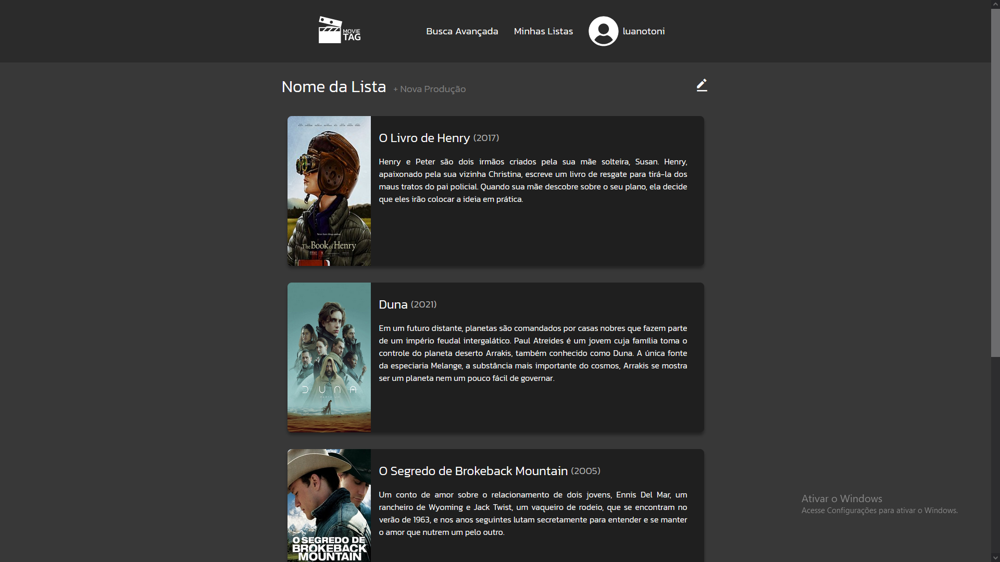 MOVIE
TAG
Busca Avançada
Minhas Listas
luanotoni
Nome da Lista
+ Nova Produção
The Book of Henry
O Livro de Henry (2017)
Henry e Peter são dois irmãos criados pela sua mãe solteira, Susan. Henry,
apaixonado pela sua vizinha Christina, escreve um livro de resgate para tirá-la dos
maus tratos do pai policial. Quando sua mãe descobre sobre o seu plano, ela decide
que eles irão colocar a ideia em prática.
DUNA
Duna (2021)
Em um futuro distante, planetas são comandados por casas nobres que fazem parte
de um império feudal intergalático. Paul Atreides é um jovem cuja família toma o
controle do planeta deserto Arrakis, também conhecido como Duna. A única fonte
da especiaria Melange, a substância mais importante do cosmos, Arrakis se mostra
ser um planeta nem um pouco fácil de governar.
O SEGREDO DE
BROKEBACK
MOUNTAIN
O Segredo de Brokeback Mountain (2005)
Um conto de amor sobre o relacionamento de dois jovens, Ennis Del Mar, um
rancheiro de Wyoming e Jack Twist, um vaqueiro de rodeio, que se encontram no
verão de 1963, e nos anos seguintes lutam secretamente para entender e se manter
o amor que nutrem um pelo outro.
Ativar o Windows
Acesse Configurações para ativar o Windows.